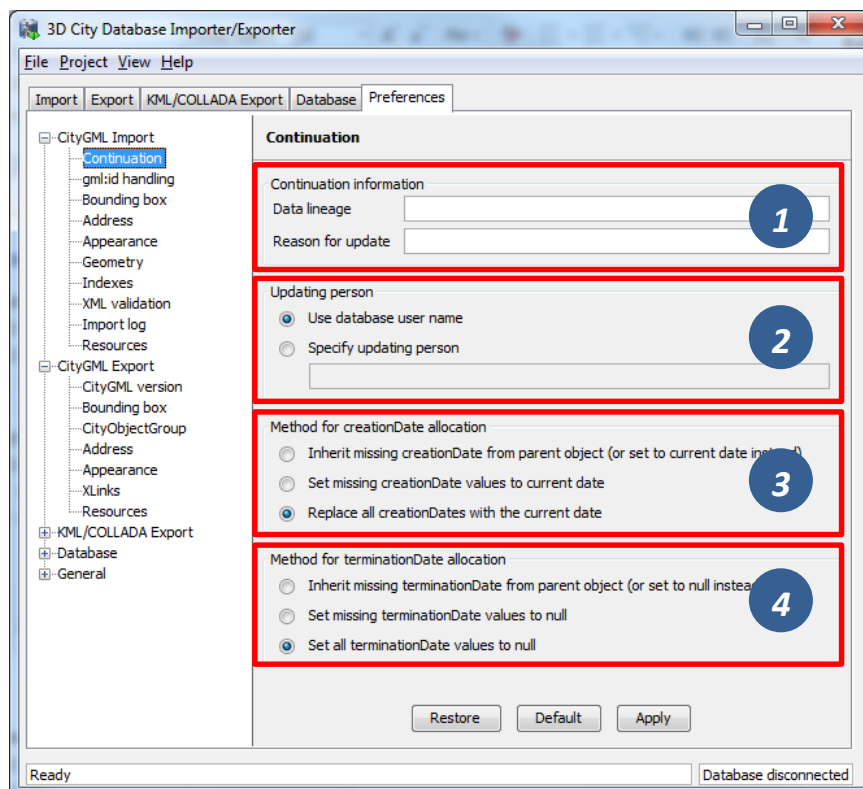 3D City Database Importer/Exporter
File Project View Help
Import Export KML/COLLADA Export Database Preferences
CityGML Import
Continuation
gml:id handling
Bounding box
Address
Appearance
Geometry
Indexes
XML validation
Import log
Resources
CityGML Export
CityGML version
Bounding box
CityObjectGroup
Address
Appearance
XLinks
Resources
KML/COLLADA Export
Database
General
Continuation
Continuation information
Data lineage
Reason for update
1
Updating person
Use database user name
Specify updating person
2
Method for creationDate allocation
Inherit missing creationDate from parent object (or set to current date instead)
Set missing creationDate values to current date
Replace all creationDates with the current date
3
Method for terminationDate allocation
Inherit missing terminationDate from parent object (or set to null instead
Set missing terminationDate values to null
Set all terminationDate values to null
4
Restore Default Apply
Ready Database disconnected